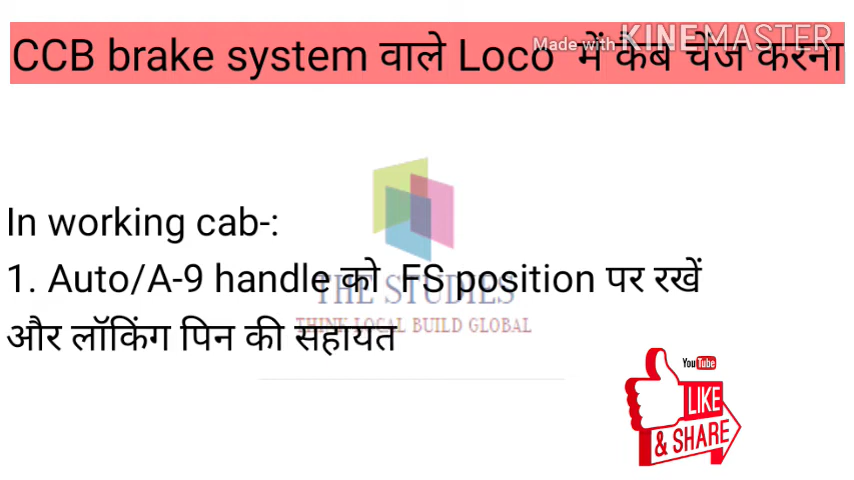 CCB brake system वाले Loco में कैब चेंज करना
Made with KINEMASTER
In working cab-:
1. Auto/A-9 handle को FS position पर रखें
THE STUDIES
और लॉकिंग पिन की सहायत
THINK LOCAL BUILD GLOBAL
YouTube
LIKE
& SHARE